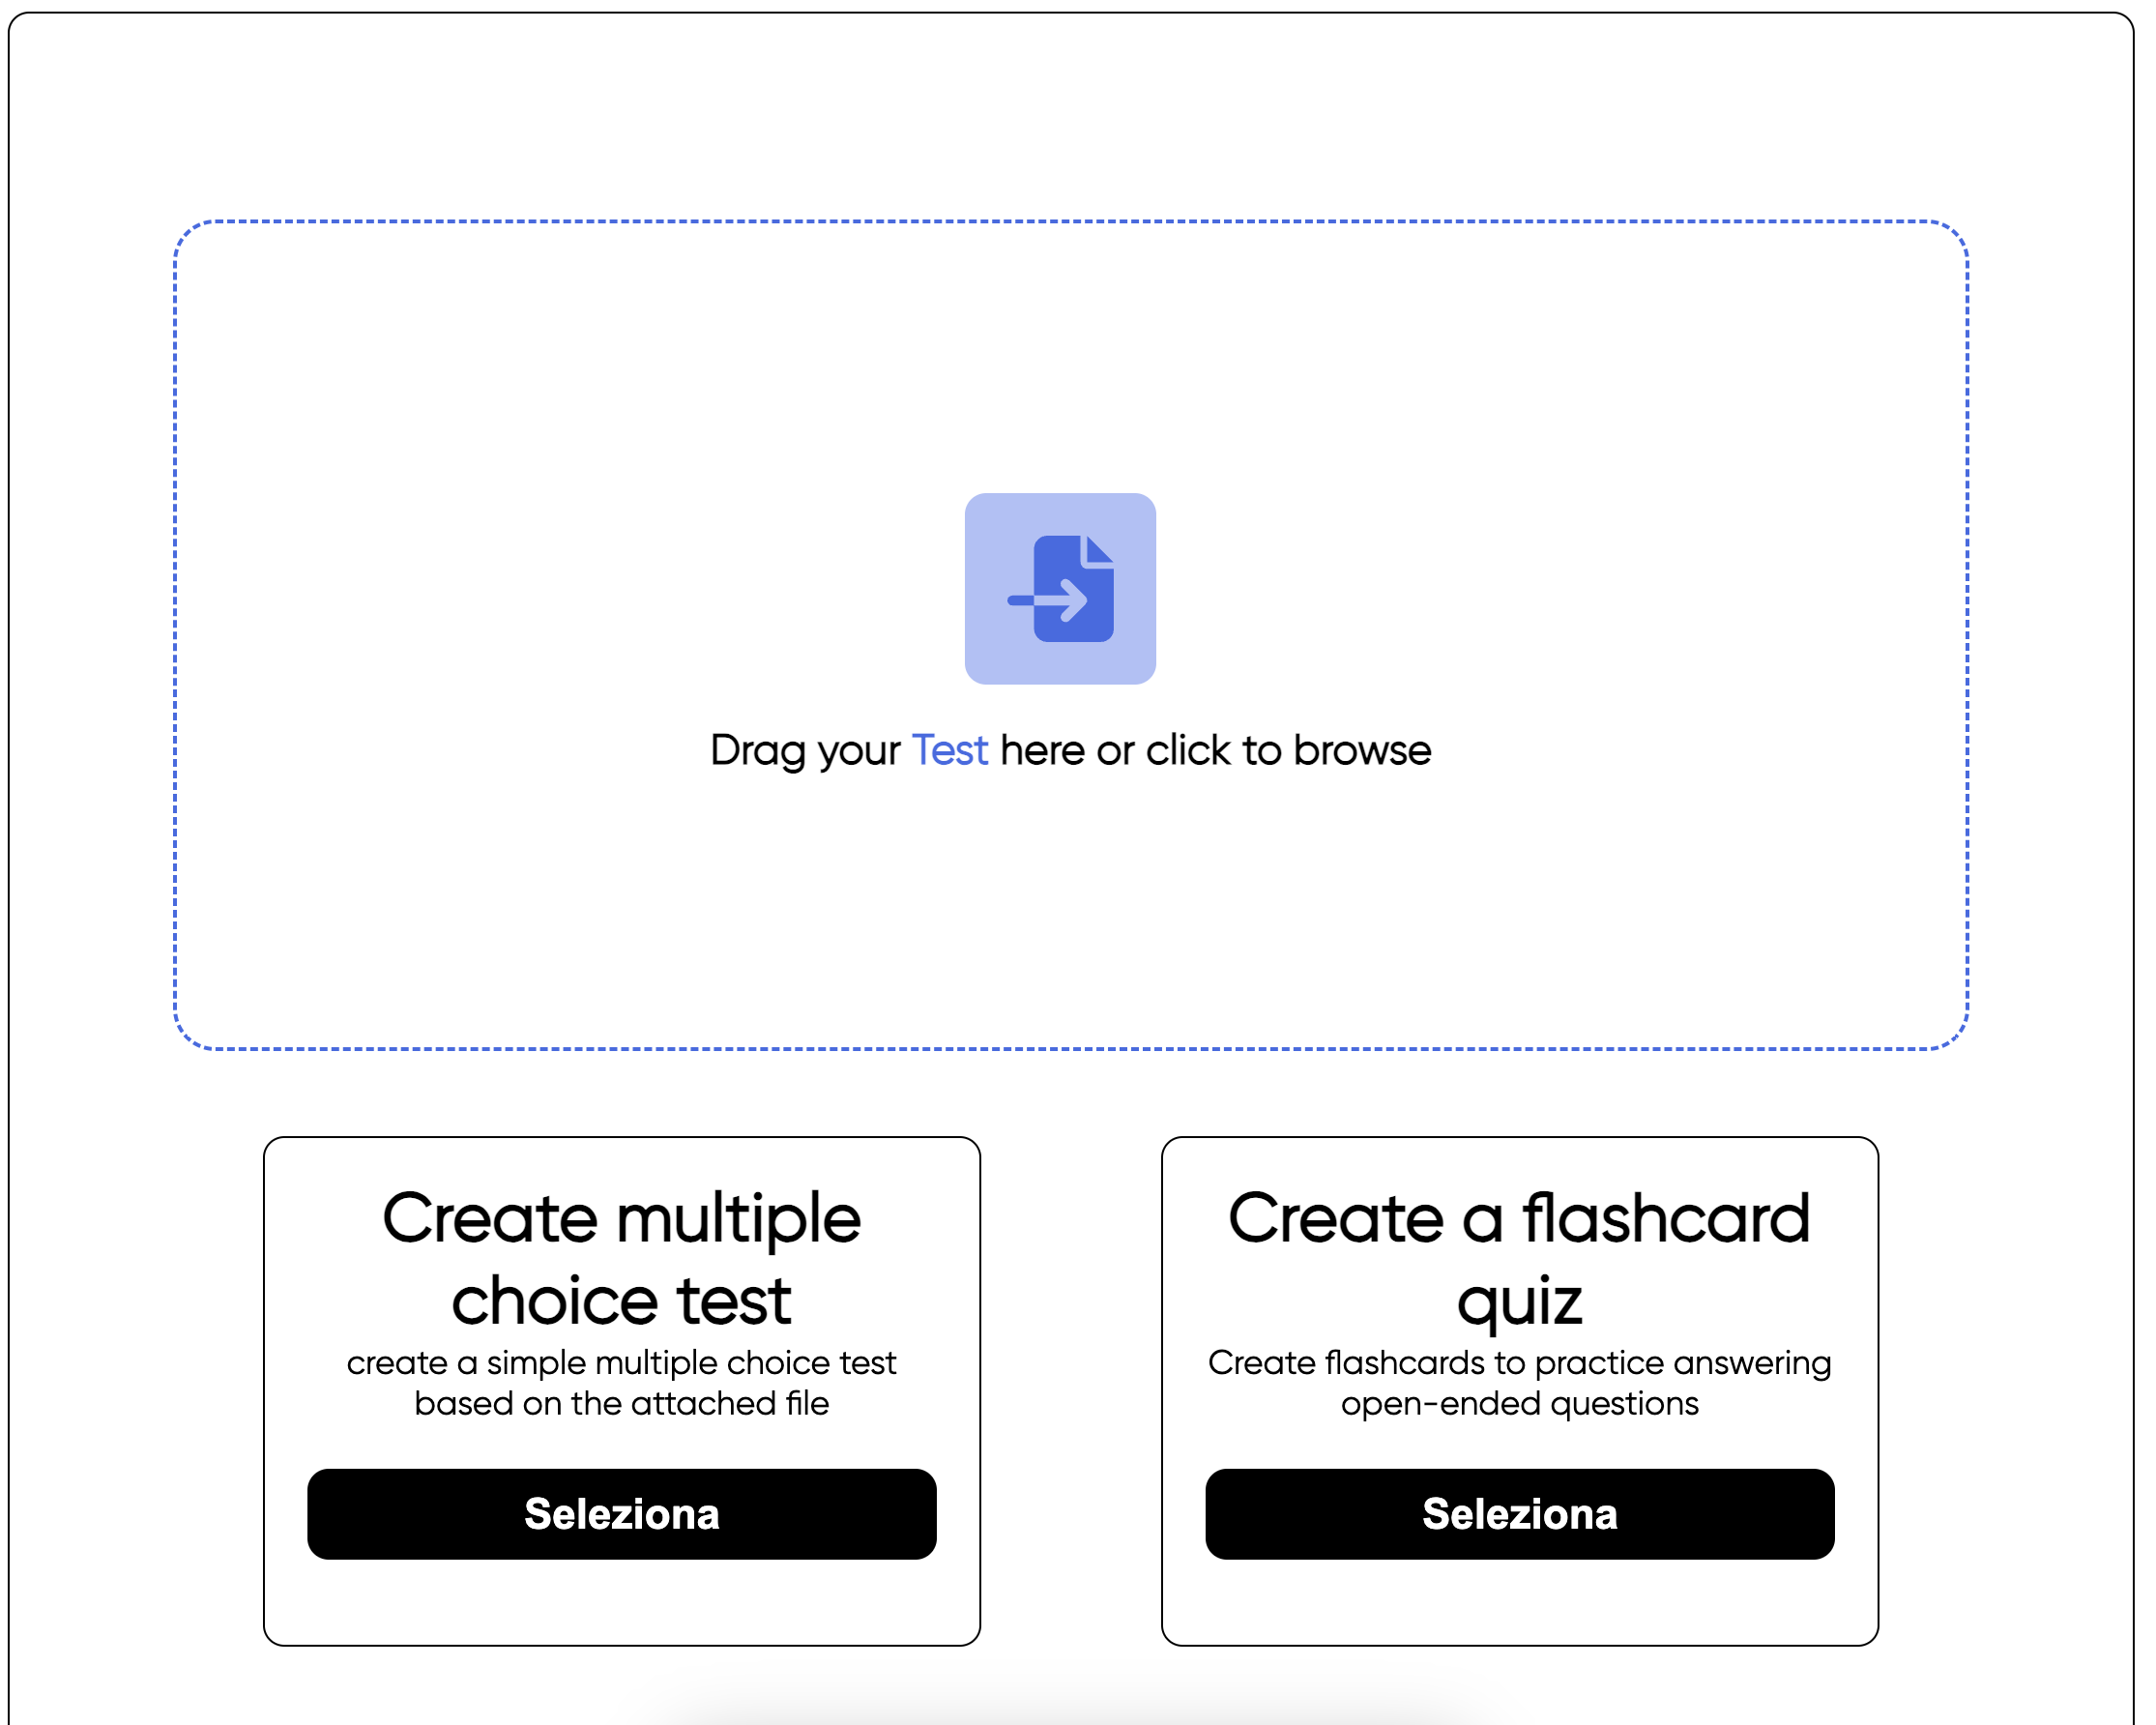 Drag your Test here or click to browse
Create multiple
choice test
create a simple multiple choice test
based on the attached file
Seleziona
Create a flashcard
quiz
Create flashcards to practice answering
open-ended questions
Seleziona